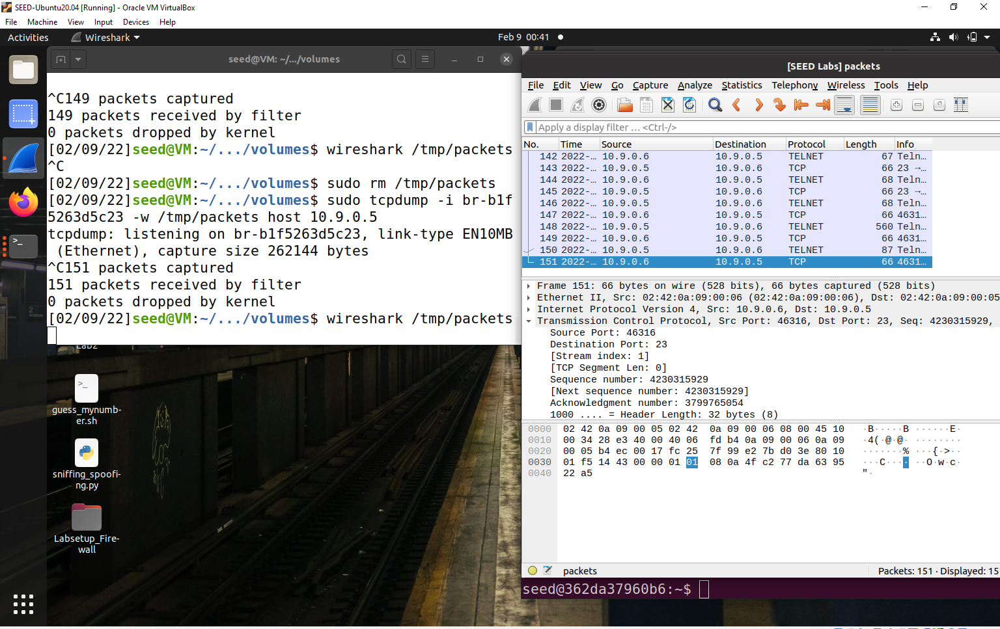 SEED-Ubuntu20.04 [Running] - Oracle VM VirtualBox
File Machine View Input Devices Help
Activities Wireshark Feb 9 00:41
seed@VM: ~/.../volumes
^C149 packets captured
149 packets received by filter
0 packets dropped by kernel
[02/09/22]seed@VM:~/.../volumes$ wireshark /tmp/packets
^C
[02/09/22]seed@VM:~/.../volumes$ sudo rm /tmp/packets
[02/09/22]seed@VM:~/.../volumes$ sudo tcpdump -i br-b1f
5263d5c23 -w /tmp/packets host 10.9.0.5
tcpdump: listening on br-b1f5263d5c23, link-type EN10MB
(Ethernet), capture size 262144 bytes
^C151 packets captured
151 packets received by filter
0 packets dropped by kernel
[02/09/22]seed@VM:~/.../volumes$ wireshark /tmp/packets
Lab2
guess_mynumb-
er.sh
sniffing_spoofi-
ng.py
Labsetup_Fire-
wall
[SEED Labs] packets
File Edit View Go Capture Analyze Statistics Telephony Wireless Tools Help
Apply a display filter … <Ctrl-/>
No. Time Source Destination Protocol Length Info
142 2022-… 10.9.0.6 10.9.0.5 TELNET 67 Teln…
143 2022-… 10.9.0.5 10.9.0.6 TCP 66 23 →…
144 2022-… 10.9.0.6 10.9.0.5 TELNET 68 Teln…
145 2022-… 10.9.0.5 10.9.0.6 TCP 66 23 →…
146 2022-… 10.9.0.5 10.9.0.6 TELNET 68 Teln…
147 2022-… 10.9.0.6 10.9.0.5 TCP 66 4631…
148 2022-… 10.9.0.5 10.9.0.6 TELNET 560 Teln…
149 2022-… 10.9.0.6 10.9.0.5 TCP 66 4631…
150 2022-… 10.9.0.5 10.9.0.6 TELNET 87 Teln…
151 2022-… 10.9.0.6 10.9.0.5 TCP 66 4631…
Frame 151: 66 bytes on wire (528 bits), 66 bytes captured (528 bits)
Ethernet II, Src: 02:42:0a:09:00:06 (02:42:0a:09:00:06), Dst: 02:42:0a:09:00:05
Internet Protocol Version 4, Src: 10.9.0.6, Dst: 10.9.0.5
Transmission Control Protocol, Src Port: 46316, Dst Port: 23, Seq: 4230315929,
Source Port: 46316
Destination Port: 23
[Stream index: 1]
[TCP Segment Len: 0]
Sequence number: 4230315929
[Next sequence number: 4230315929]
Acknowledgment number: 3799765054
1000 .... = Header Length: 32 bytes (8)
0000 02 42 0a 09 00 05 02 42 0a 09 00 06 08 00 45 10 ·B·····B ······E·
0010 00 34 28 e3 40 00 40 06 fd b4 0a 09 00 06 0a 09 ·4(·@·@· ········
0020 00 05 b4 ec 00 17 fc 25 7f 99 e2 7b d0 3e 80 10 ·······% ···{·>··
0030 01 f5 14 43 00 00 01 01 08 0a 4f c2 77 da 63 95 ···C···· ··O·w·c·
0040 22 a5 "·
packets Packets: 151 · Displayed: 15
seed@362da37960b6:~$